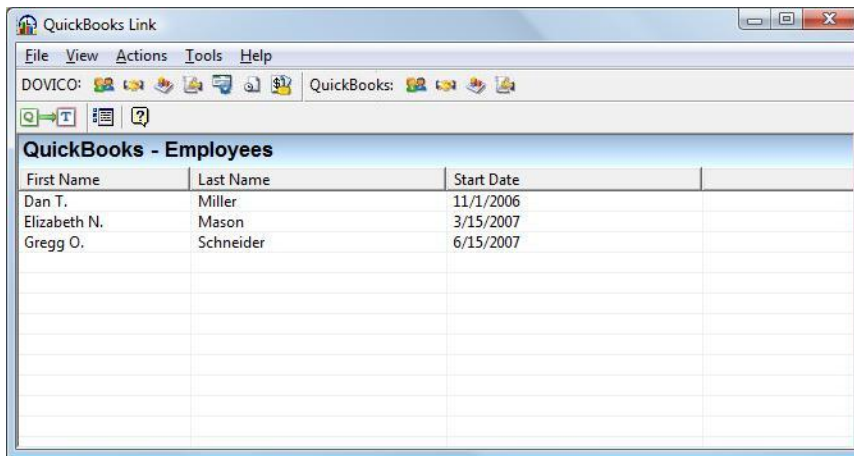 QuickBooks Link
File View Actions Tools Help
DOVICO: QuickBooks:
Q T
QuickBooks - Employees
First Name Last Name Start Date
Dan T. Miller 11/1/2006
Elizabeth N. Mason 3/15/2007
Gregg O. Schneider 6/15/2007